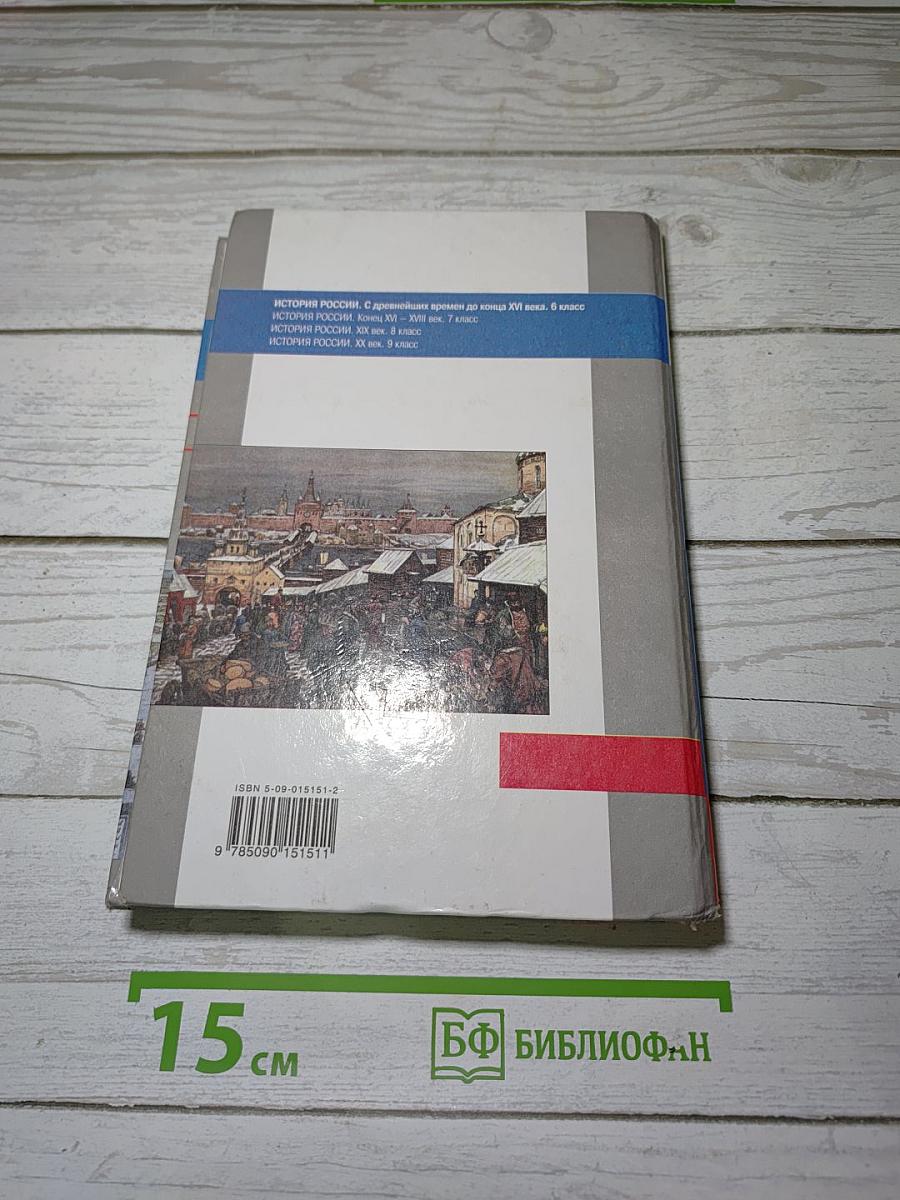 ИСТОРИЯ РОССИИ. С древнейших времен до конца XVI века. 6 класс
ИСТОРИЯ РОССИИ. Конец XVI – XVIII век. 7 класс
ИСТОРИЯ РОССИИ. XIX век. 8 класс
ИСТОРИЯ РОССИИ. XX век. 9 класс
ISBN 5-09-015151-2
9 785090 151511
15 см
БФ БИБЛИОФАН